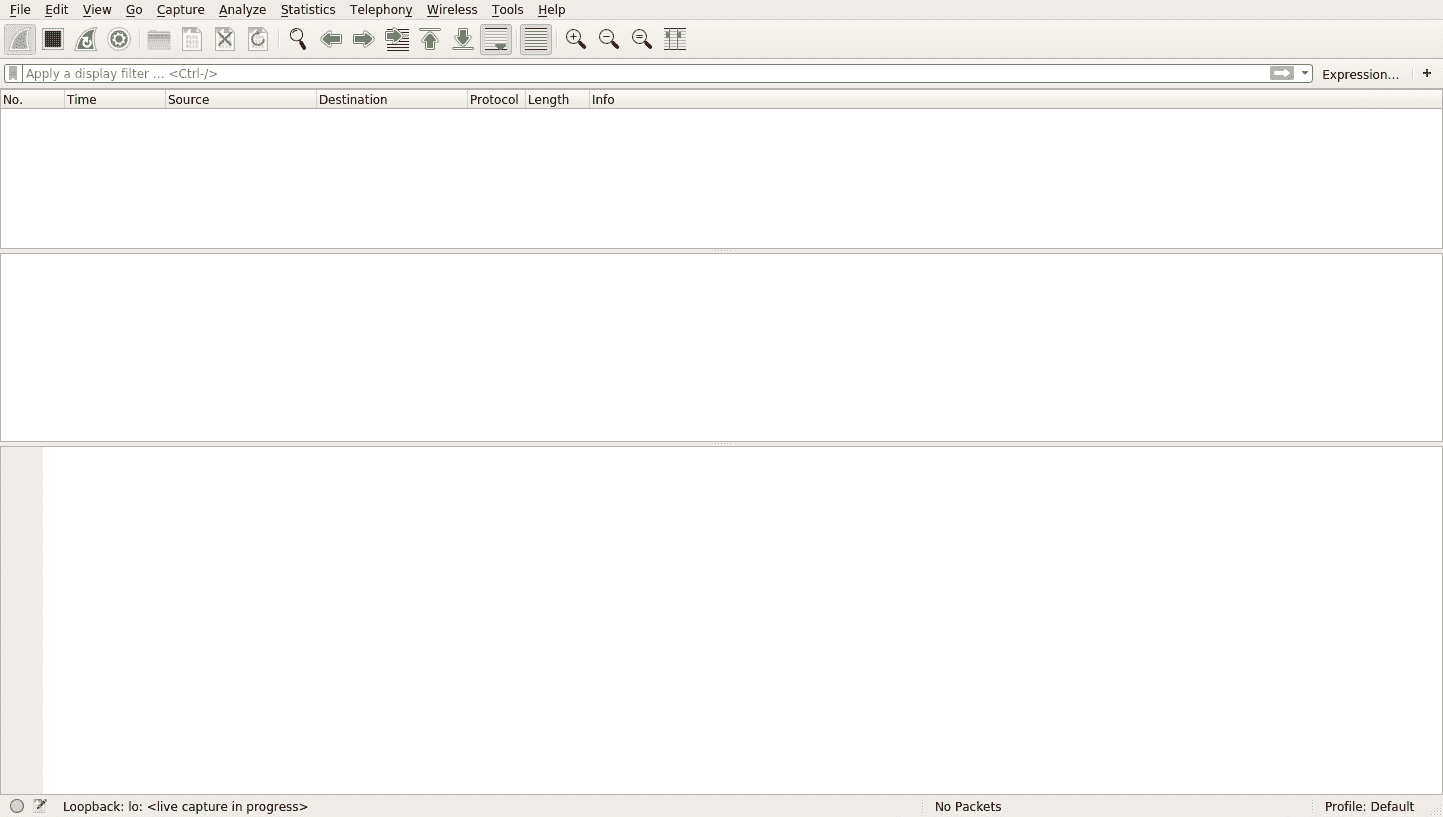 File Edit View Go Capture Analyze Statistics Telephony Wireless Tools Help
Apply a display filter ... <Ctrl-/> Expression... +
No. Time Source Destination Protocol Length Info
Loopback: lo: <live capture in progress> No Packets Profile: Default